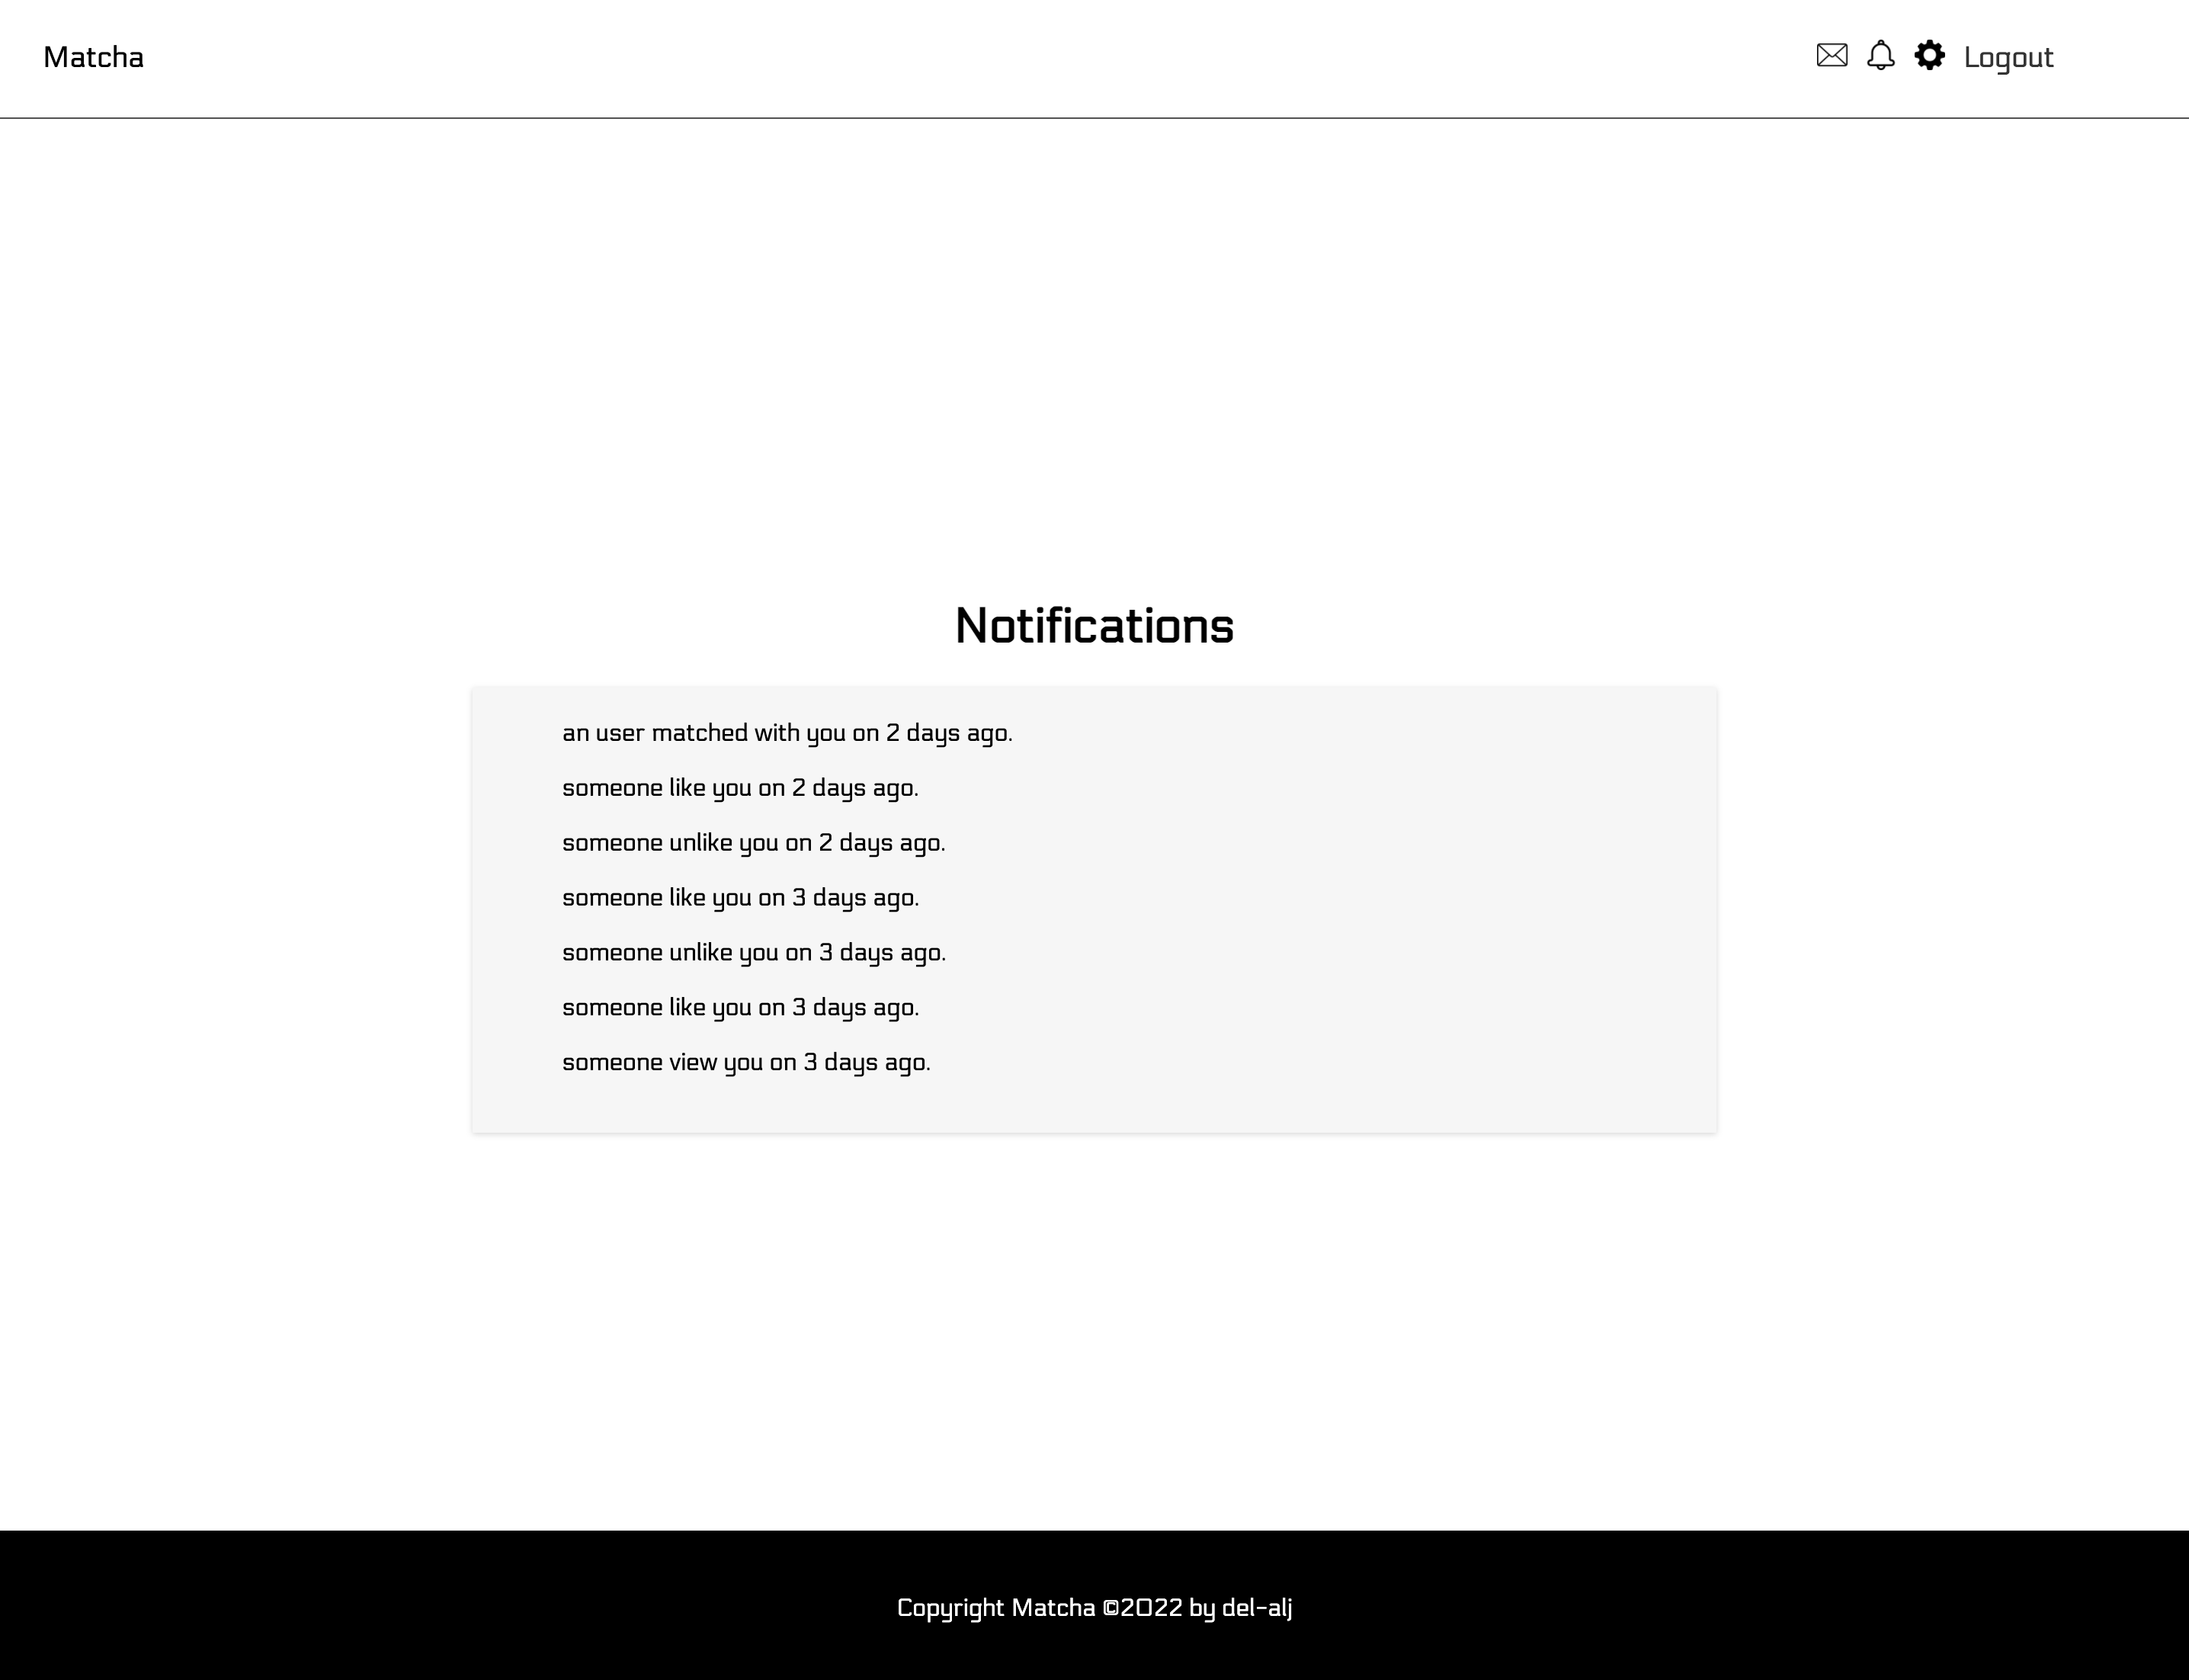 Matcha
Logout
Notifications
an user matched with you on 2 days ago.
someone like you on 2 days ago.
someone unlike you on 2 days ago.
someone like you on 3 days ago.
someone unlike you on 3 days ago.
someone like you on 3 days ago.
someone view you on 3 days ago.
Copyright Matcha ©2022 by del-alj